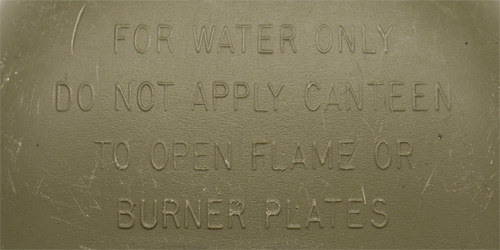 FOR WATER ONLY
DO NOT APPLY CANTEEN
TO OPEN FLAME OR
BURNER PLATES